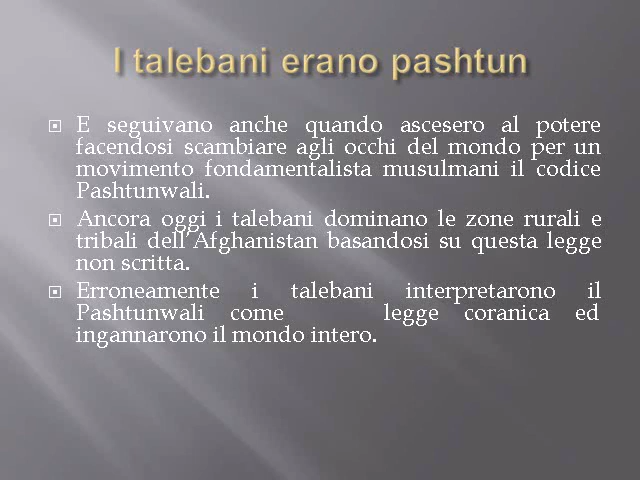 I talebani erano pashtun
E seguivano anche quando ascesero al potere
facendosi scambiare agli occhi del mondo per un
movimento fondamentalista musulmani il codice
Pashtunwali.
Ancora oggi i talebani dominano le zone rurali e
tribali dell'Afghanistan basandosi su questa legge
non scritta.
Erroneamente i talebani interpretarono il
Pashtunwali come legge coranica ed
ingannarono il mondo intero.